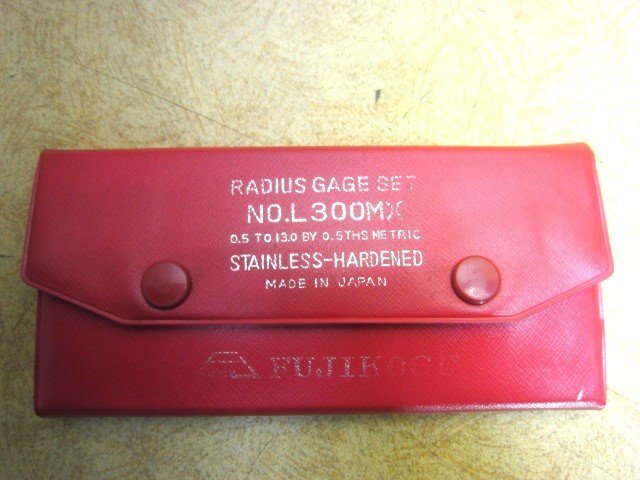 RADIUS GAGE SET
NO.L300MX
0.5 TO 13.0 BY 0.5THS METRIC
STAINLESS-HARDENED
MADE IN JAPAN